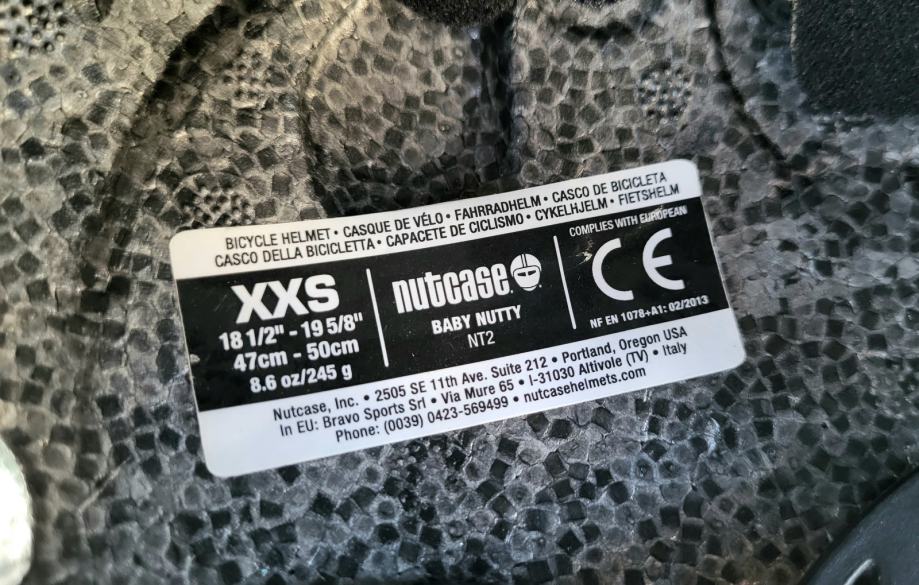 BICYCLE HELMET • CASQUE DE VÉLO • FAHRRADHELM • CASCO DE BICICLETA
CASCO DELLA BICICLETTA • CAPACETE DE CICLISMO • CYKELHJELM • FIETSHELM
XXS
18 1/2" - 19 5/8"
47cm - 50cm
8.6 oz/245 g
nutcase
BABY NUTTY
NT2
COMPLIES WITH EUROPEAN
CE
NF EN 1078+A1: 02/2013
Nutcase, Inc. • 2505 SE 11th Ave. Suite 212 • Portland, Oregon USA
In EU: Bravo Sports Srl • Via Mure 65 • I-31030 Altivole (TV) • Italy
Phone: (0039) 0423-569499 • nutcasehelmets.com